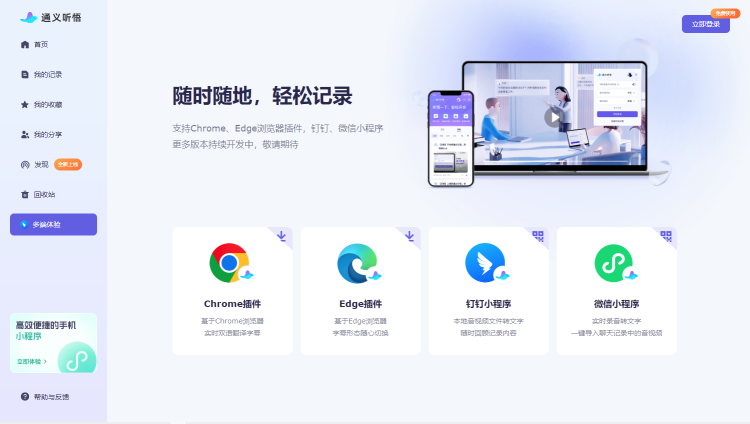 通义听悟
免费使用
立即登录
首页
我的记录
我的收藏
我的分享
发现
全新上线
回收站
多端体验
随时随地，轻松记录
支持Chrome、Edge浏览器插件，钉钉、微信小程序
更多版本持续开发中，敬请期待
Chrome插件
基于Chrome浏览器
实时双语翻译字幕
Edge插件
基于Edge浏览器
字幕形态随心切换
钉钉小程序
本地音视频文件转文字
随时回顾记录内容
微信小程序
实时录音转文字
一键导入聊天记录中的音视频
高效便捷的手机
小程序
立即体验 >
帮助与反馈